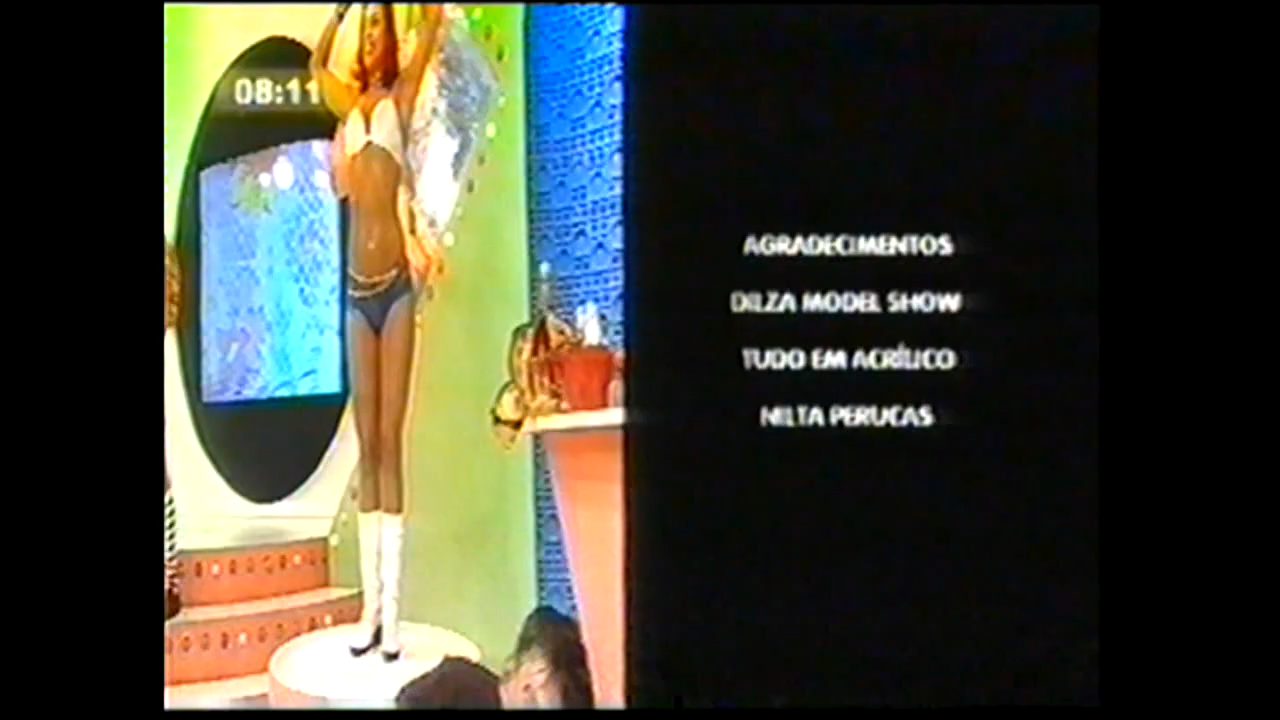 08:11
AGRADECIMENTOS
DILZA MODEL SHOW
TUDO EM ACRÍLICO
NILTA PERUCAS